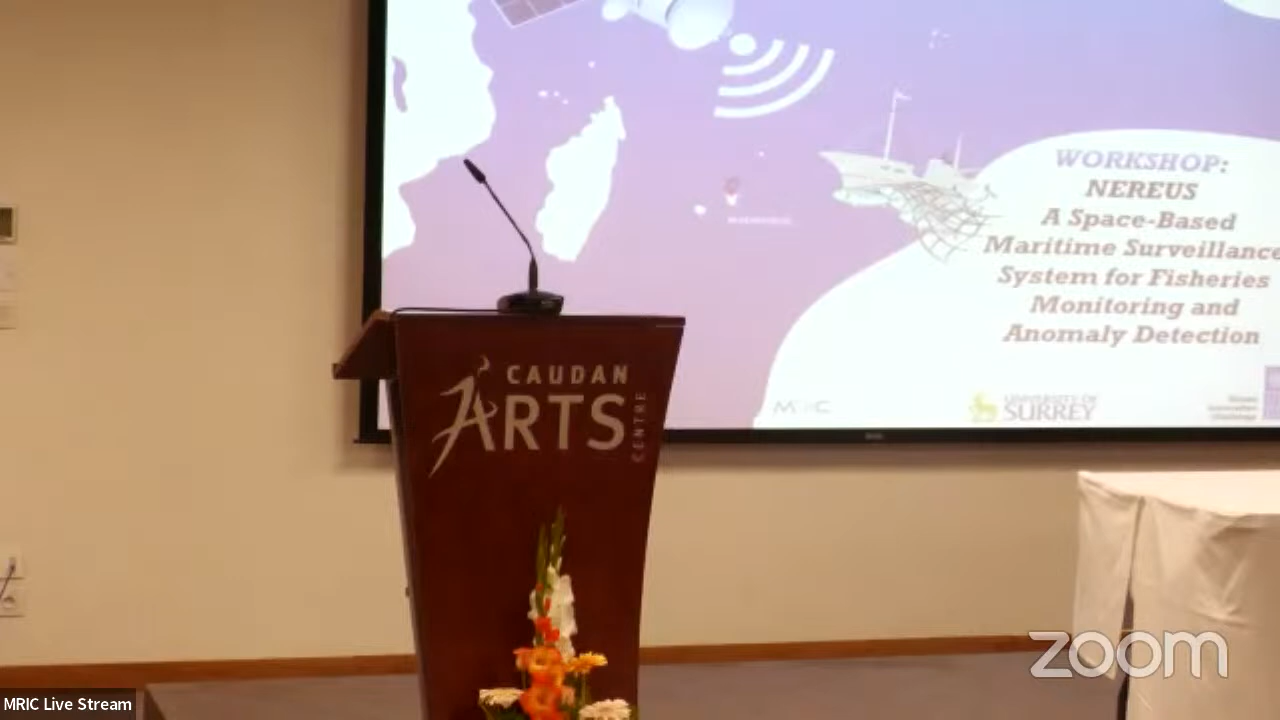 WORKSHOP:
NEREUS
A Space-Based
Maritime Surveillance
System for Fisheries
Monitoring and
Anomaly Detection
UNIVERSITY OF
SURREY
CAUDAN
ARTS
CENTRE
zoom
MRIC Live Stream